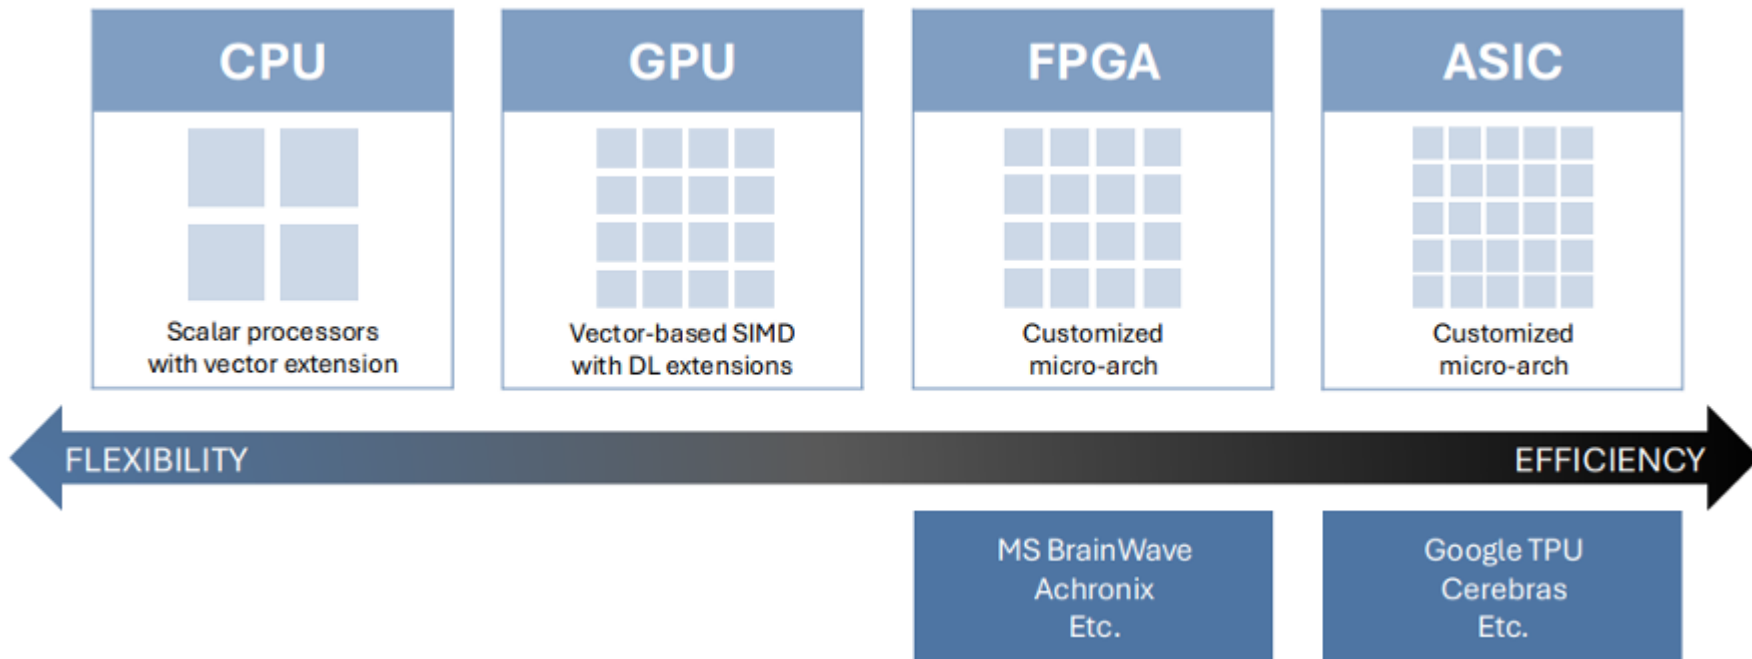 CPU
GPU
FPGA
ASIC
Scalar processors
with vector extension
Vector-based SIMD
with DL extensions
Customized
micro-arch
Customized
micro-arch
FLEXIBILITY
EFFICIENCY
MS BrainWave
Achronix
Etc.
Google TPU
Cerebras
Etc.